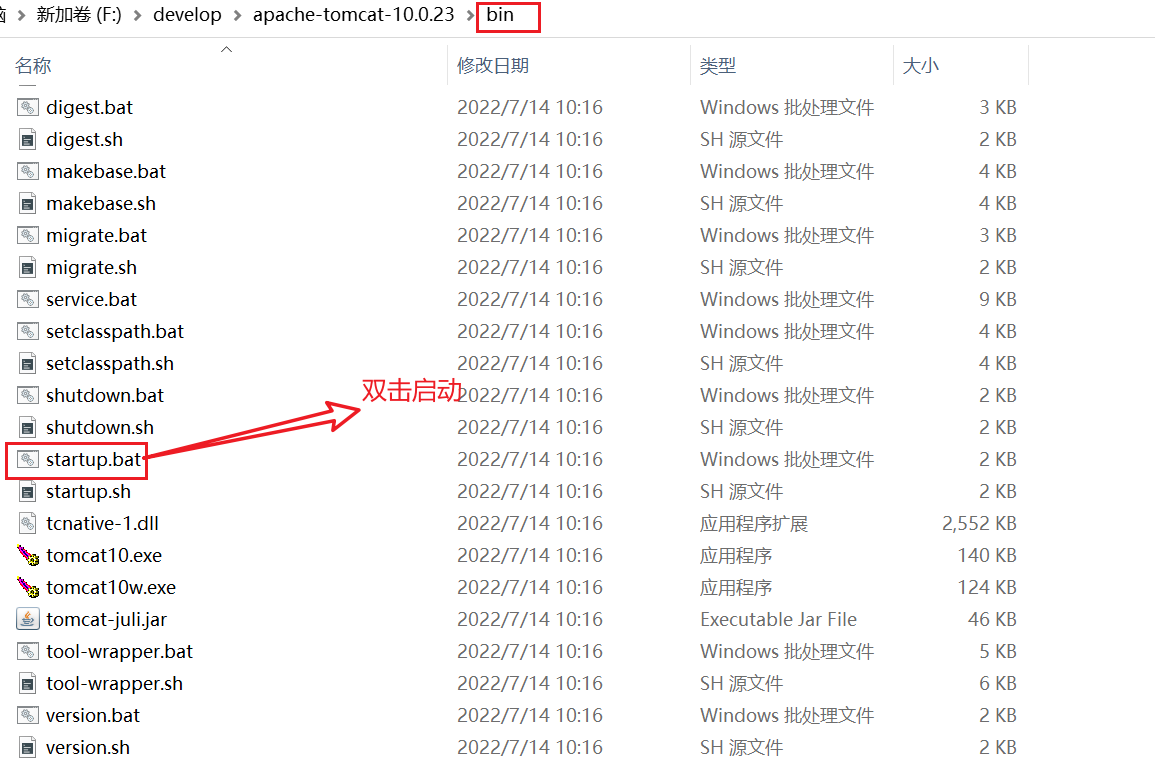 新加卷 (F:) > develop > apache-tomcat-10.0.23 > bin
名称 修改日期 类型 大小
digest.bat 2022/7/14 10:16 Windows 批处理文件 3 KB
digest.sh 2022/7/14 10:16 SH 源文件 2 KB
makebase.bat 2022/7/14 10:16 Windows 批处理文件 4 KB
makebase.sh 2022/7/14 10:16 SH 源文件 4 KB
migrate.bat 2022/7/14 10:16 Windows 批处理文件 3 KB
migrate.sh 2022/7/14 10:16 SH 源文件 2 KB
service.bat 2022/7/14 10:16 Windows 批处理文件 9 KB
setclasspath.bat 2022/7/14 10:16 Windows 批处理文件 4 KB
setclasspath.sh 2022/7/14 10:16 SH 源文件 4 KB
双击启动
shutdown.bat 2022/7/14 10:16 Windows 批处理文件 2 KB
shutdown.sh 2022/7/14 10:16 SH 源文件 2 KB
startup.bat 2022/7/14 10:16 Windows 批处理文件 2 KB
startup.sh 2022/7/14 10:16 SH 源文件 2 KB
tcnative-1.dll 2022/7/14 10:16 应用程序扩展 2,552 KB
tomcat10.exe 2022/7/14 10:16 应用程序 140 KB
tomcat10w.exe 2022/7/14 10:16 应用程序 124 KB
tomcat-juli.jar 2022/7/14 10:16 Executable Jar File 46 KB
tool-wrapper.bat 2022/7/14 10:16 Windows 批处理文件 5 KB
tool-wrapper.sh 2022/7/14 10:16 SH 源文件 6 KB
version.bat 2022/7/14 10:16 Windows 批处理文件 2 KB
version.sh 2022/7/14 10:16 SH 源文件 2 KB